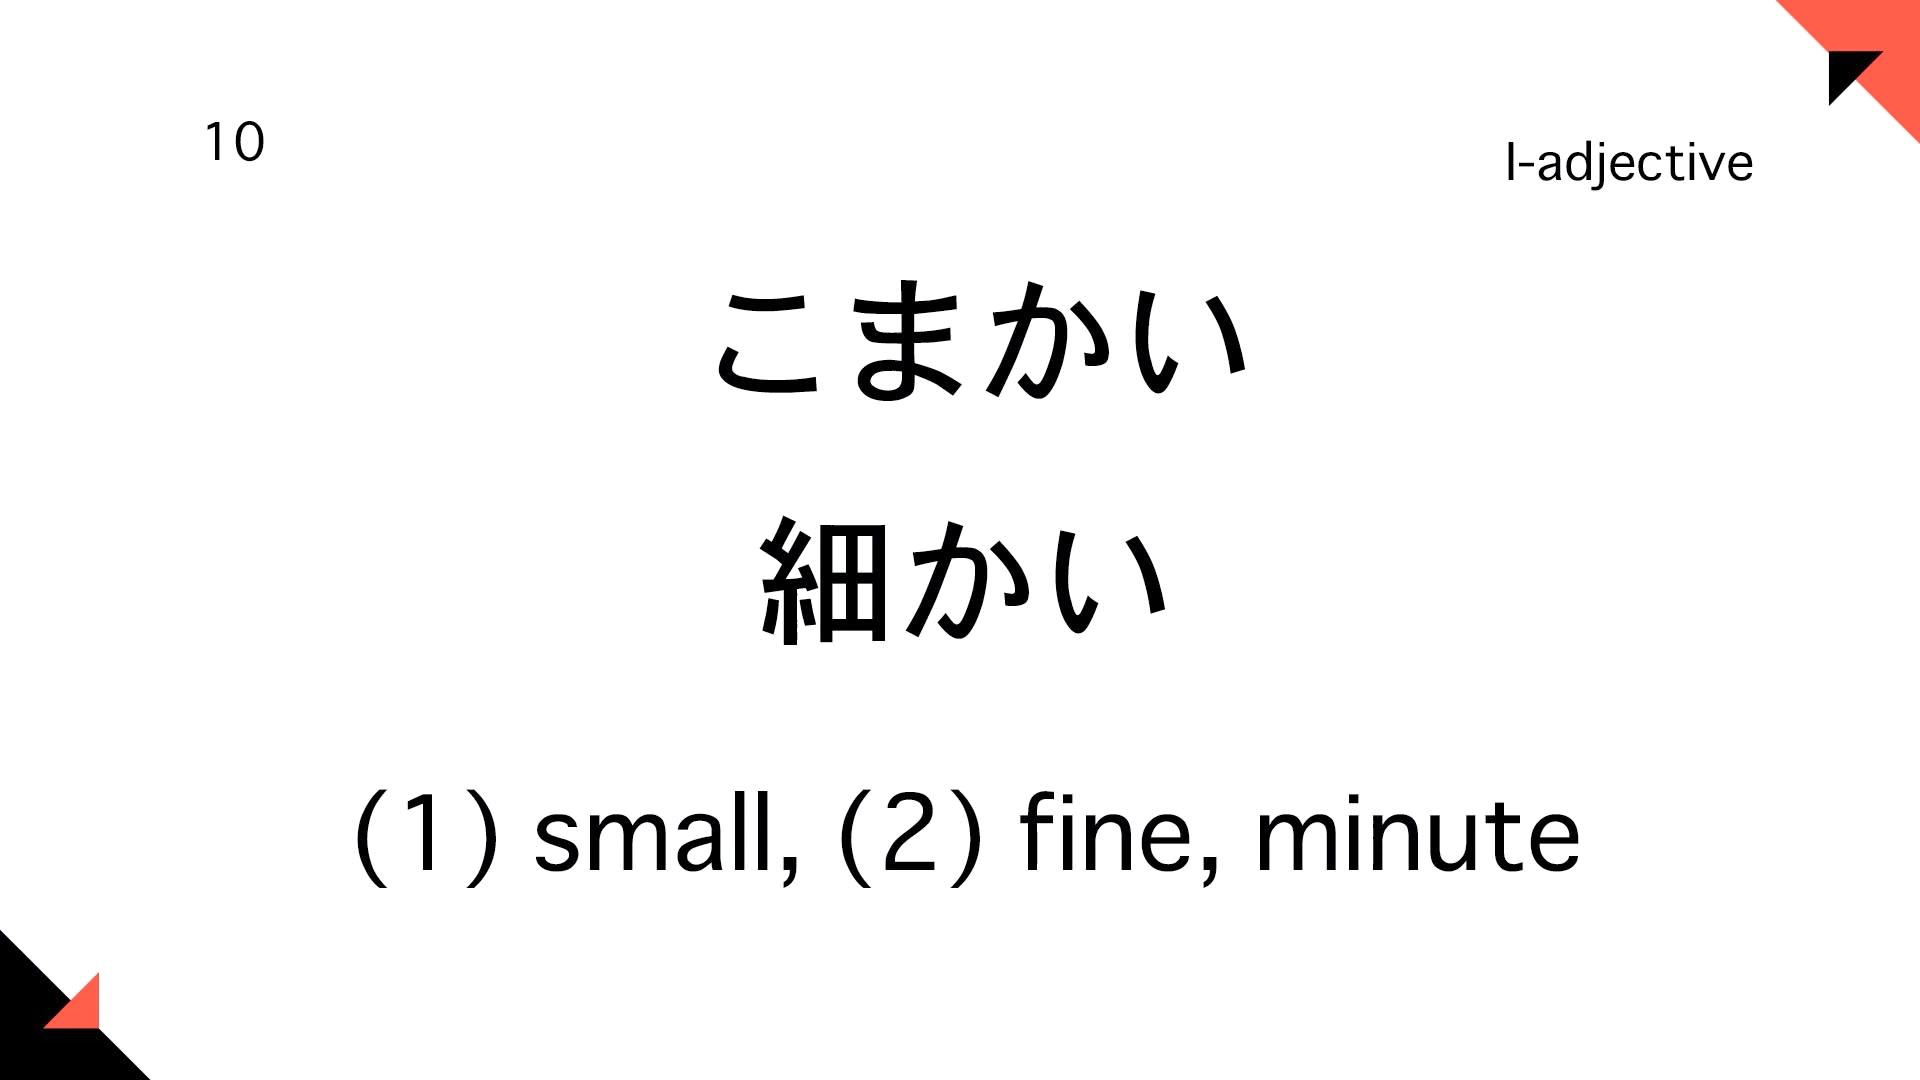 10
I-adjective
こまかい
細かい
(1) small, (2) fine, minute